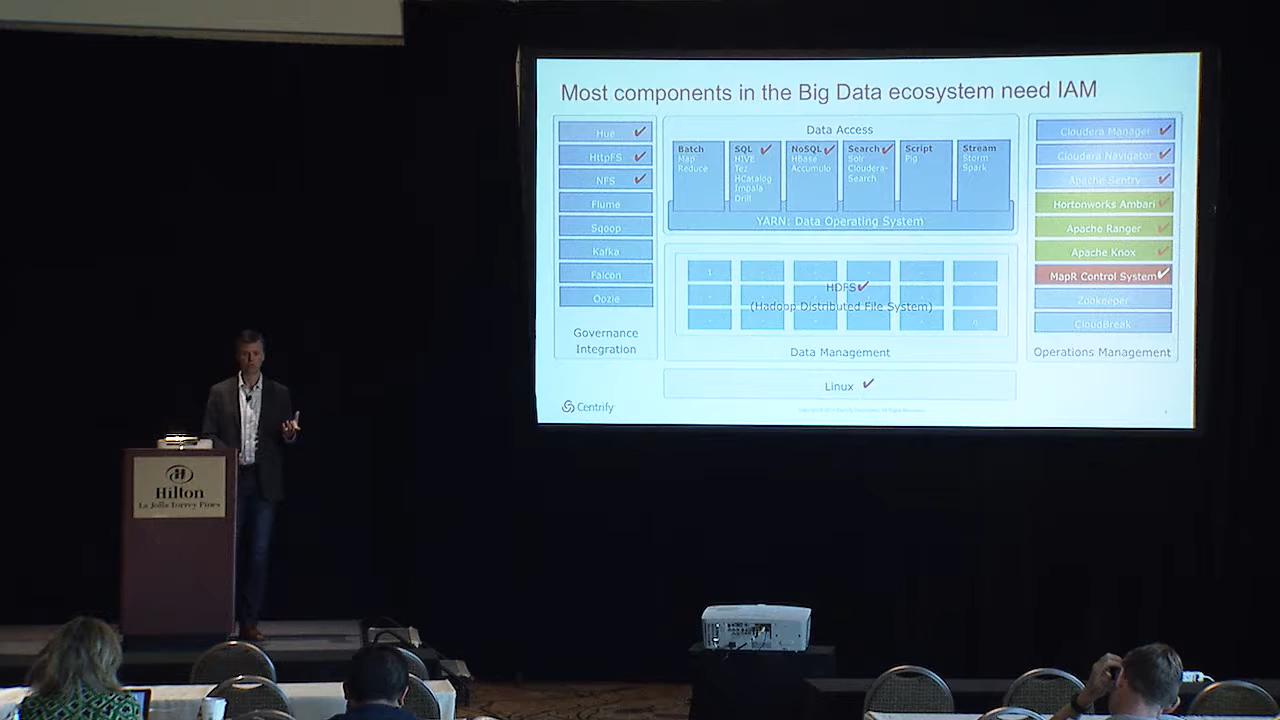 Most components in the Big Data ecosystem need IAM
Hue
HttpFS
NFS
Flume
Sqoop
Kafka
Falcon
Oozie
Governance
Integration
Data Access
Batch
Map
Reduce
SQL
HIVE
Tez
HCatalog
Impala
Drill
NoSQL
HBase
Accumulo
Search
Solr
Cloudera-
Search
Script
Pig
Stream
Storm
Spark
YARN: Data Operating System
1
HDFS
(Hadoop Distributed File System)
n
Data Management
Linux
Cloudera Manager
Cloudera Navigator
Apache Sentry
Hortonworks Ambari
Apache Ranger
Apache Knox
MapR Control System
Zookeeper
CloudBreak
Operations Management
Centrify
Hilton
La Jolla Torrey Pines